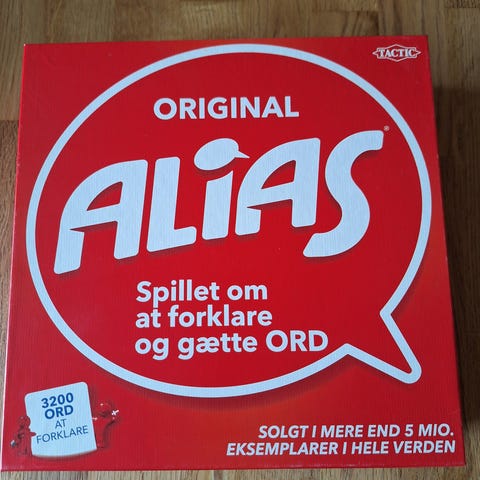 TACTIC
ORIGINAL
ALiAS®
Spillet om
at forklare
og gætte ORD
3200
ORD
AT
FORKLARE
SOLGT I MERE END 5 MIO.
EKSEMPLARER I HELE VERDEN